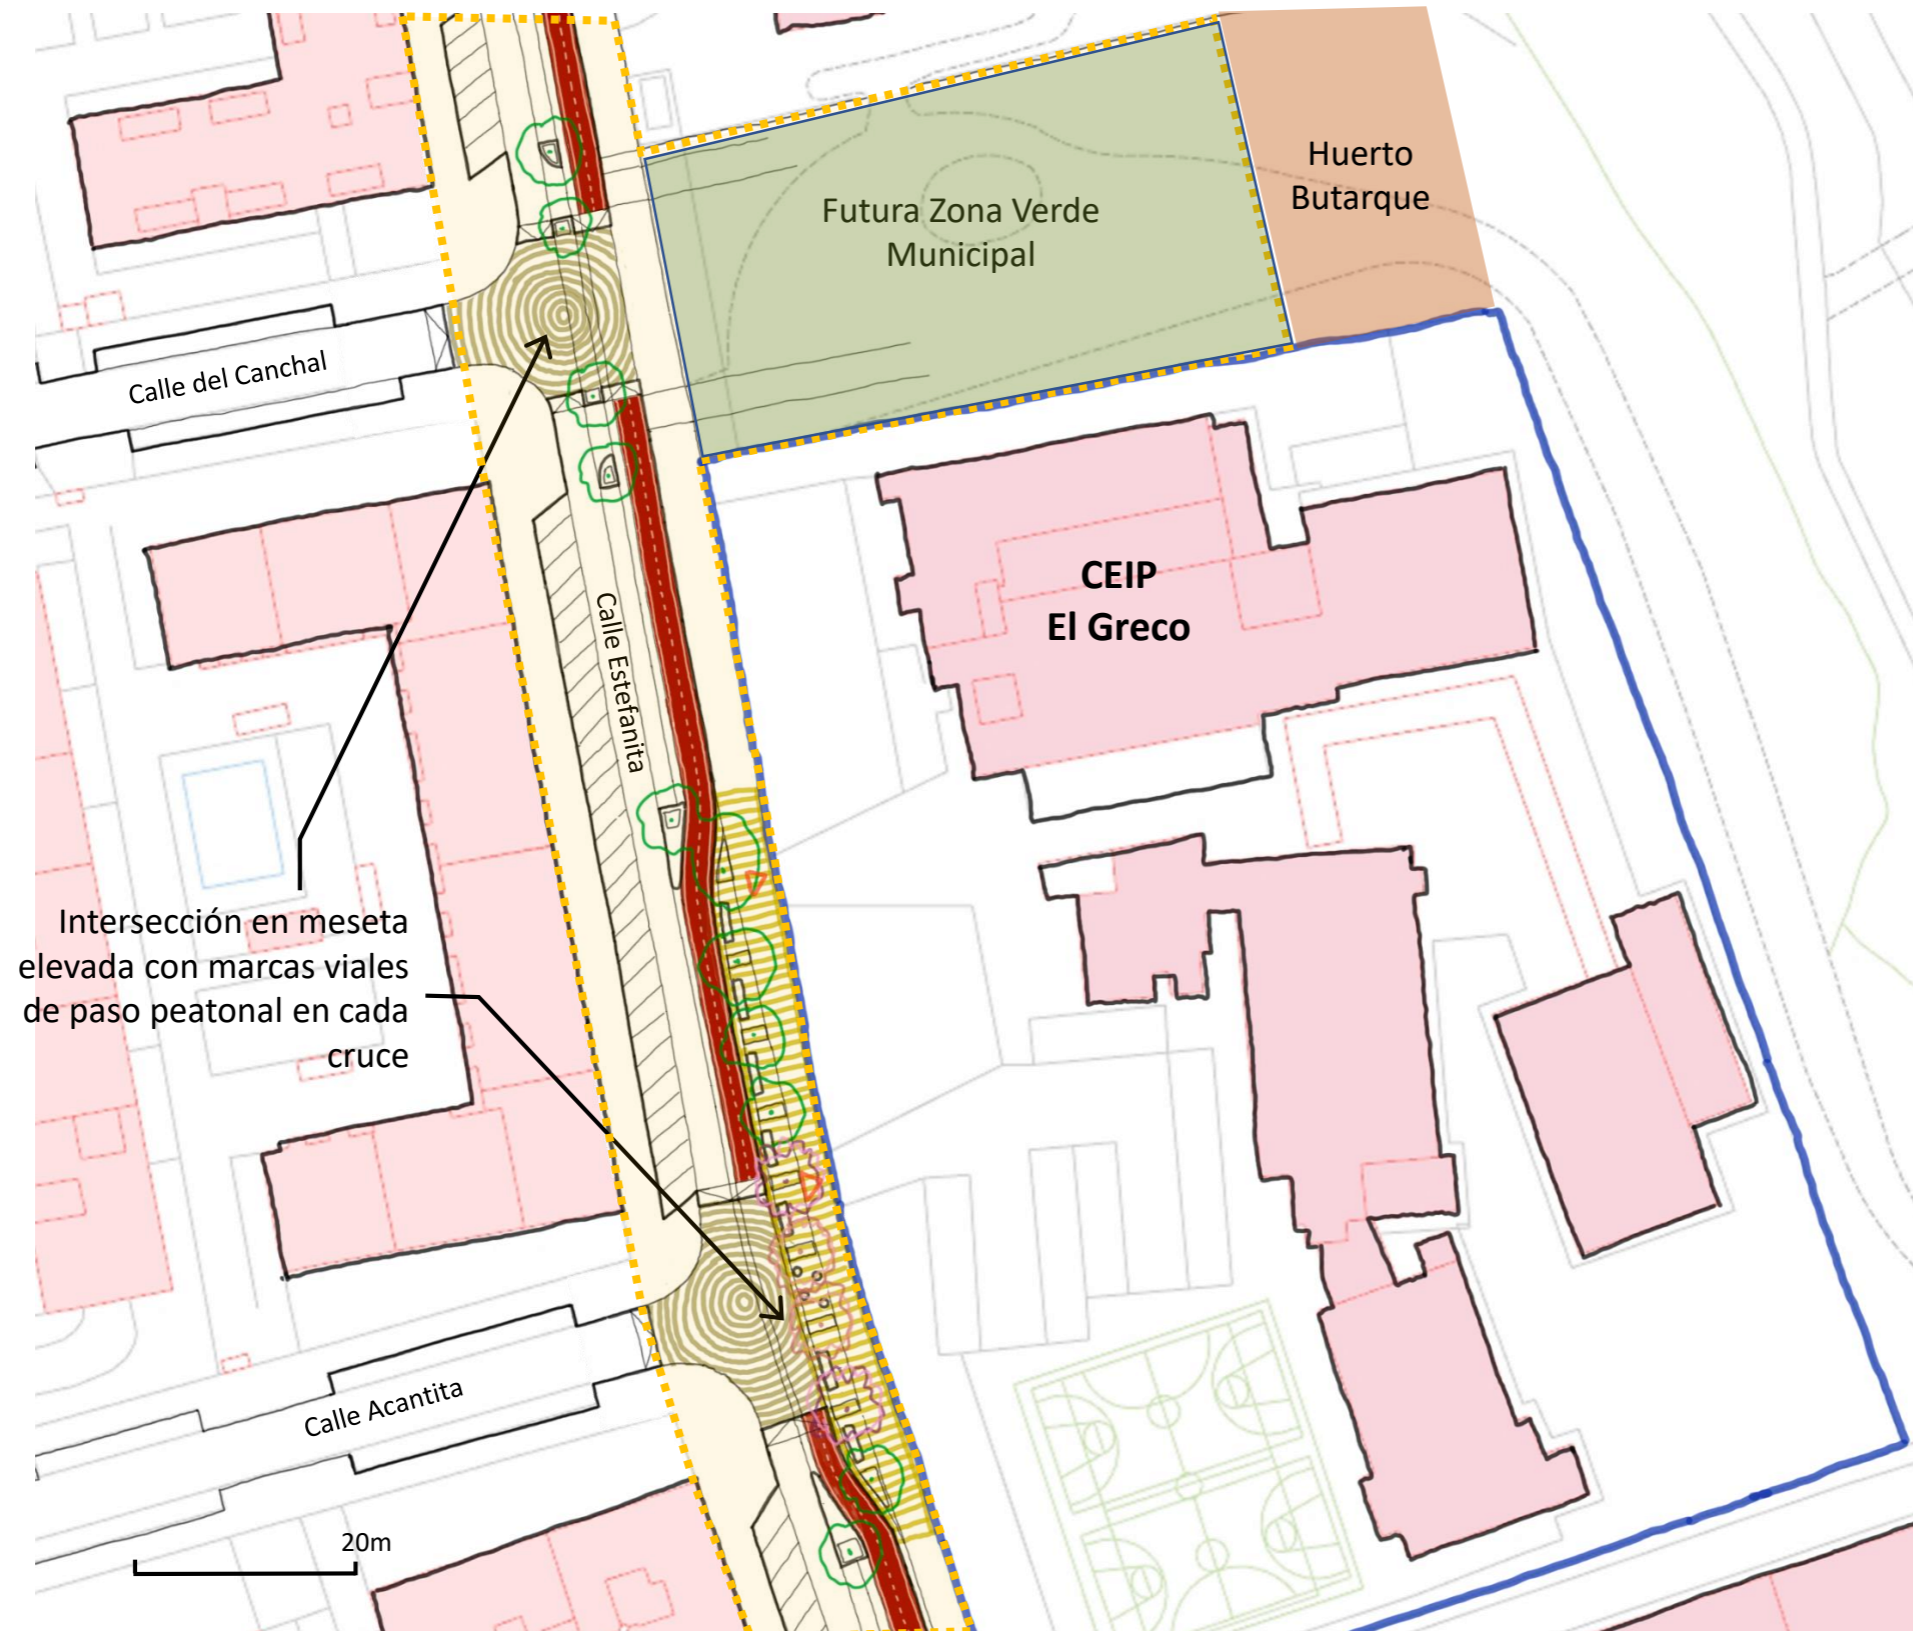 Huerto
Butarque
Futura Zona Verde
Municipal
Calle del Canchal
CEIP
El Greco
Calle Estefanita
Intersección en meseta
elevada con marcas viales
de paso peatonal en cada
cruce
Calle Acantita
20m